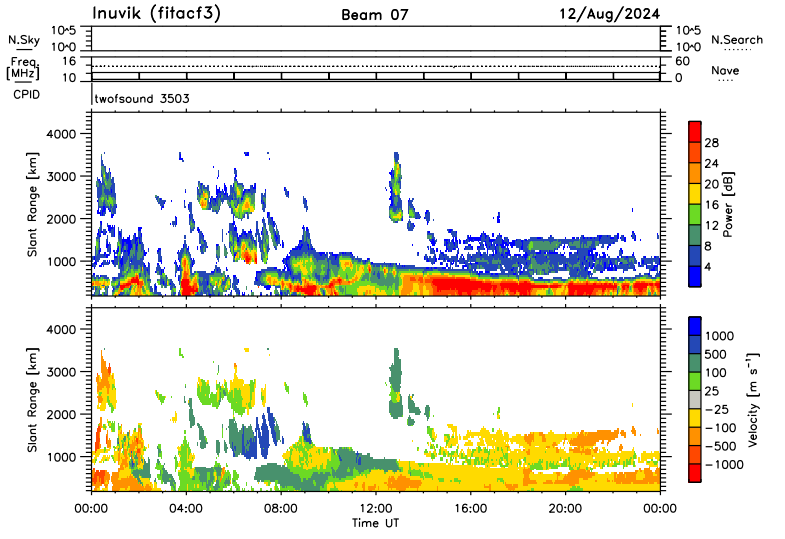 Inuvik (fitacf3) Beam 07 12/Aug/2024
N.Sky 10^5 10^0 10^5 10^0 N.Search
Freq. [MHz] 16 10 60 0 Nave
CPID twofsound 3503
Slant Range [km] 4000 3000 2000 1000
28 24 20 16 12 8 4 Power [dB]
Slant Range [km] 4000 3000 2000 1000
1000 500 100 25 -25 -100 -500 -1000 Velocity [m s⁻¹]
00:00 04:00 08:00 12:00 16:00 20:00 00:00
Time UT